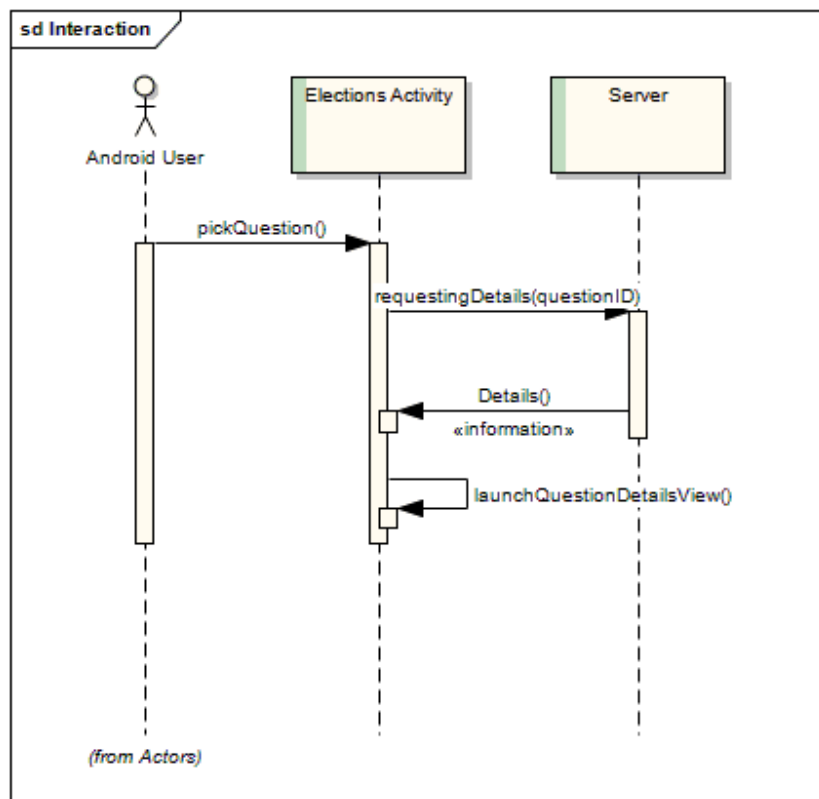 sd Interaction
Elections Activity
Server
Android User
pickQuestion()
requestingDetails(questionID)
Details()
«information»
launchQuestionDetailsView()
(from Actors)